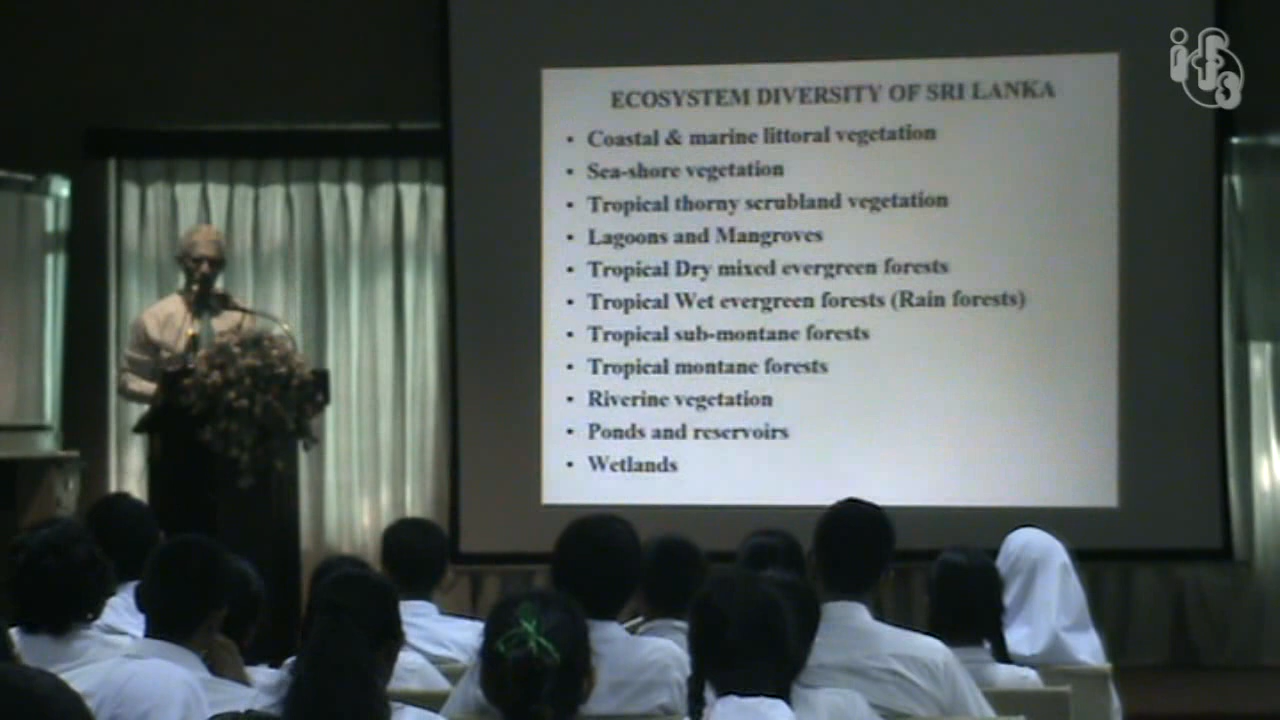 ECOSYSTEM DIVERSITY OF SRI LANKA
• Coastal & marine littoral vegetation
• Sea-shore vegetation
• Tropical thorny scrubland vegetation
• Lagoons and Mangroves
• Tropical Dry mixed evergreen forests
• Tropical Wet evergreen forests (Rain forests)
• Tropical sub-montane forests
• Tropical montane forests
• Riverine vegetation
• Ponds and reservoirs
• Wetlands